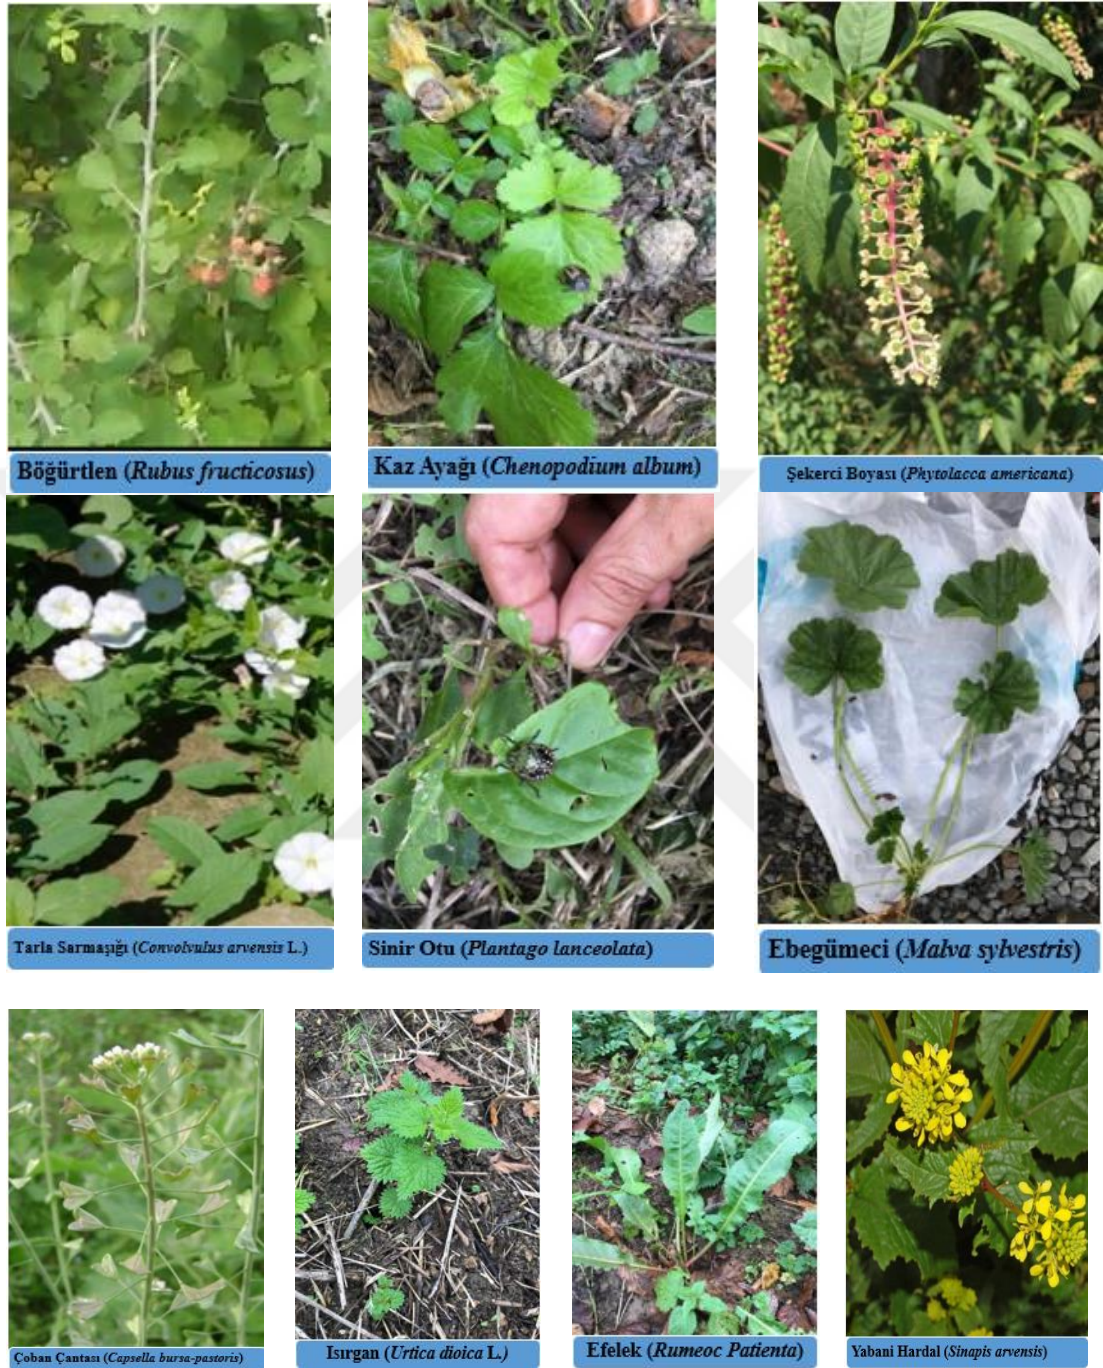 Böğürtlen (Rubus fructicosus)
Kaz Ayağı (Chenopodium album)
Şekerci Boyası (Phytolacca americana)
Tarla Sarmaşığı (Convolvulus arvensis L.)
Sinir Otu (Plantago lanceolata)
Ebegümeci (Malva sylvestris)
Çoban Çantası (Capsella bursa-pastoris)
Isırgan (Urtica dioica L.)
Efelek (Rumeoc Patienta)
Yabani Hardal (Sinapis arvensis)